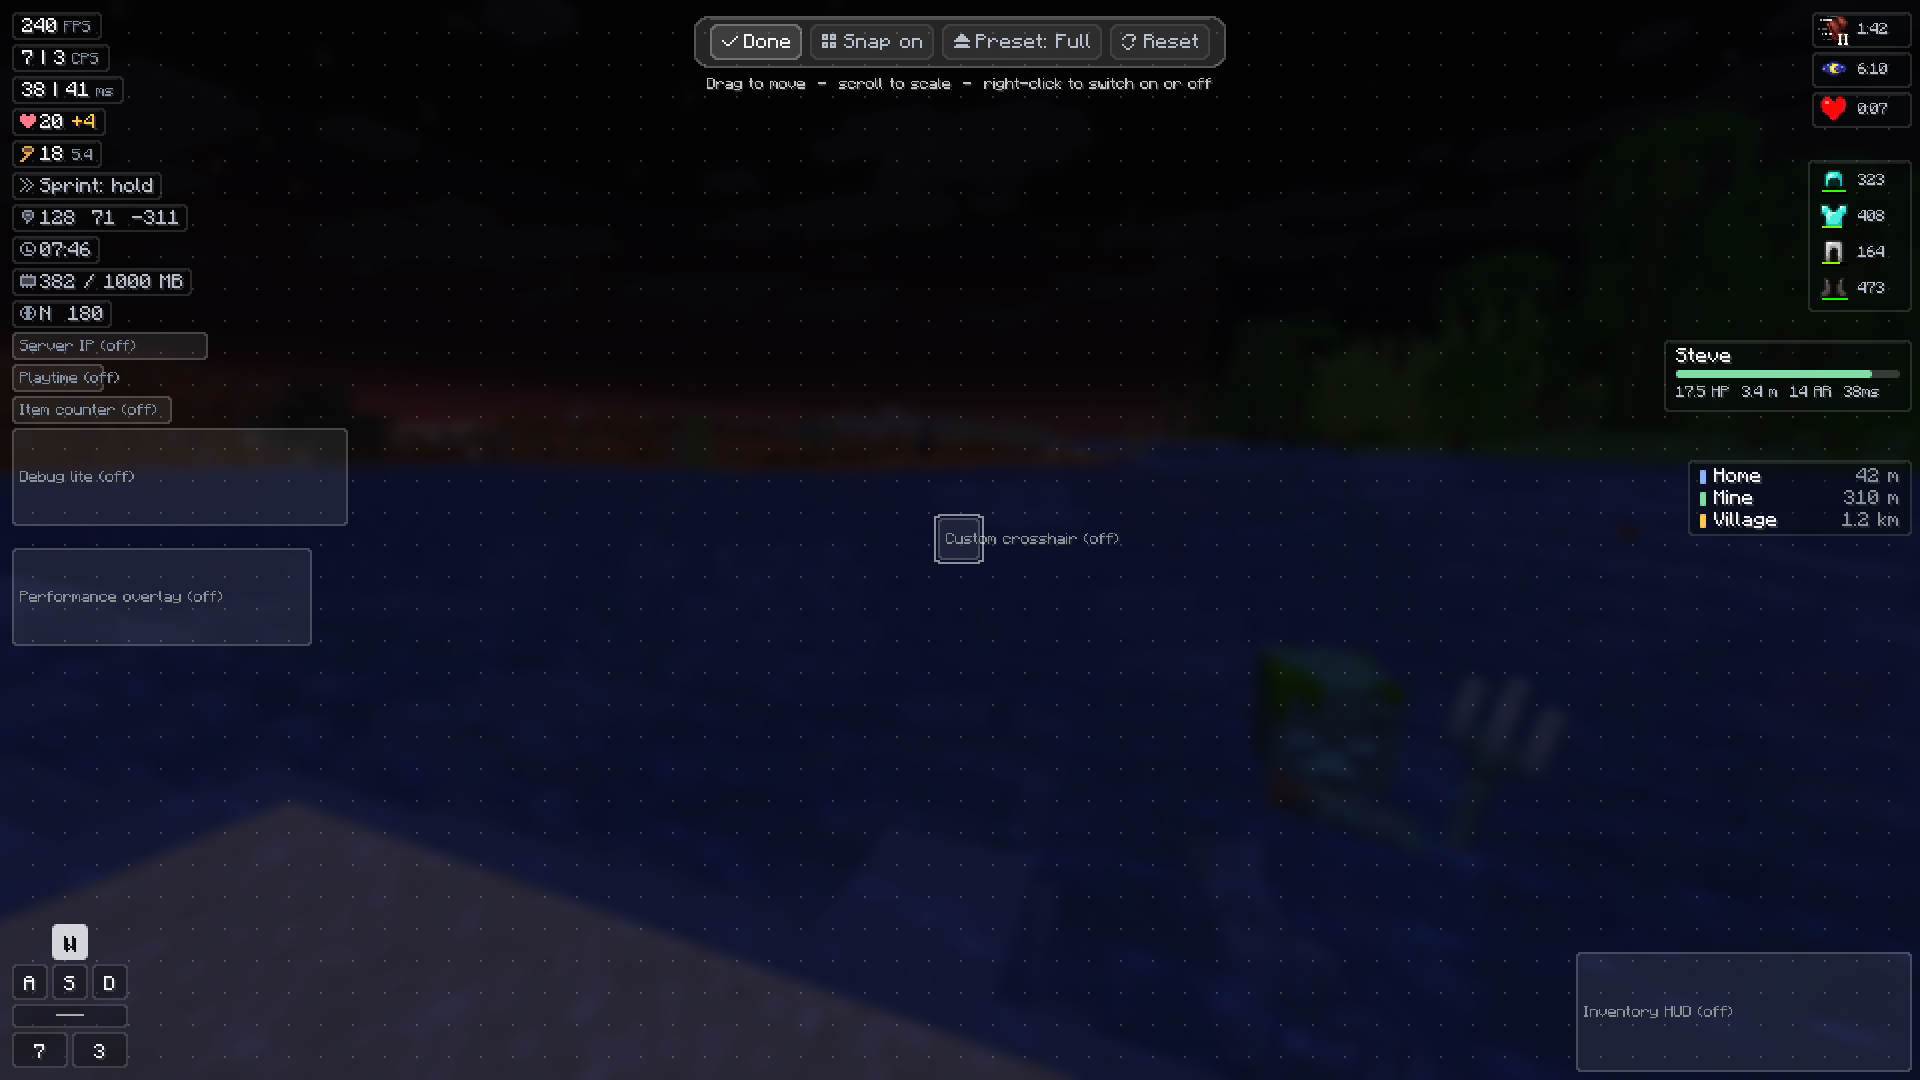 240 FPS
7 | 3 CPS
38 | 41 ms
20 +4
18 5.4
Sprint: hold
128 71 -311
07:46
382 / 1000 MB
N 180
Server IP (off)
Playtime (off)
Item counter (off)
Debug lite (off)
Performance overlay (off)
W
A S D
7 3
Done Snap on Preset: Full Reset
Drag to move - scroll to scale - right-click to switch on or off
Custom crosshair (off)
II 1:42
6:10
0:07
323
408
164
473
Steve
17.5 HP 3.4 m 14 AR 38ms
Home 42 m
Mine 310 m
Village 1.2 km
Inventory HUD (off)